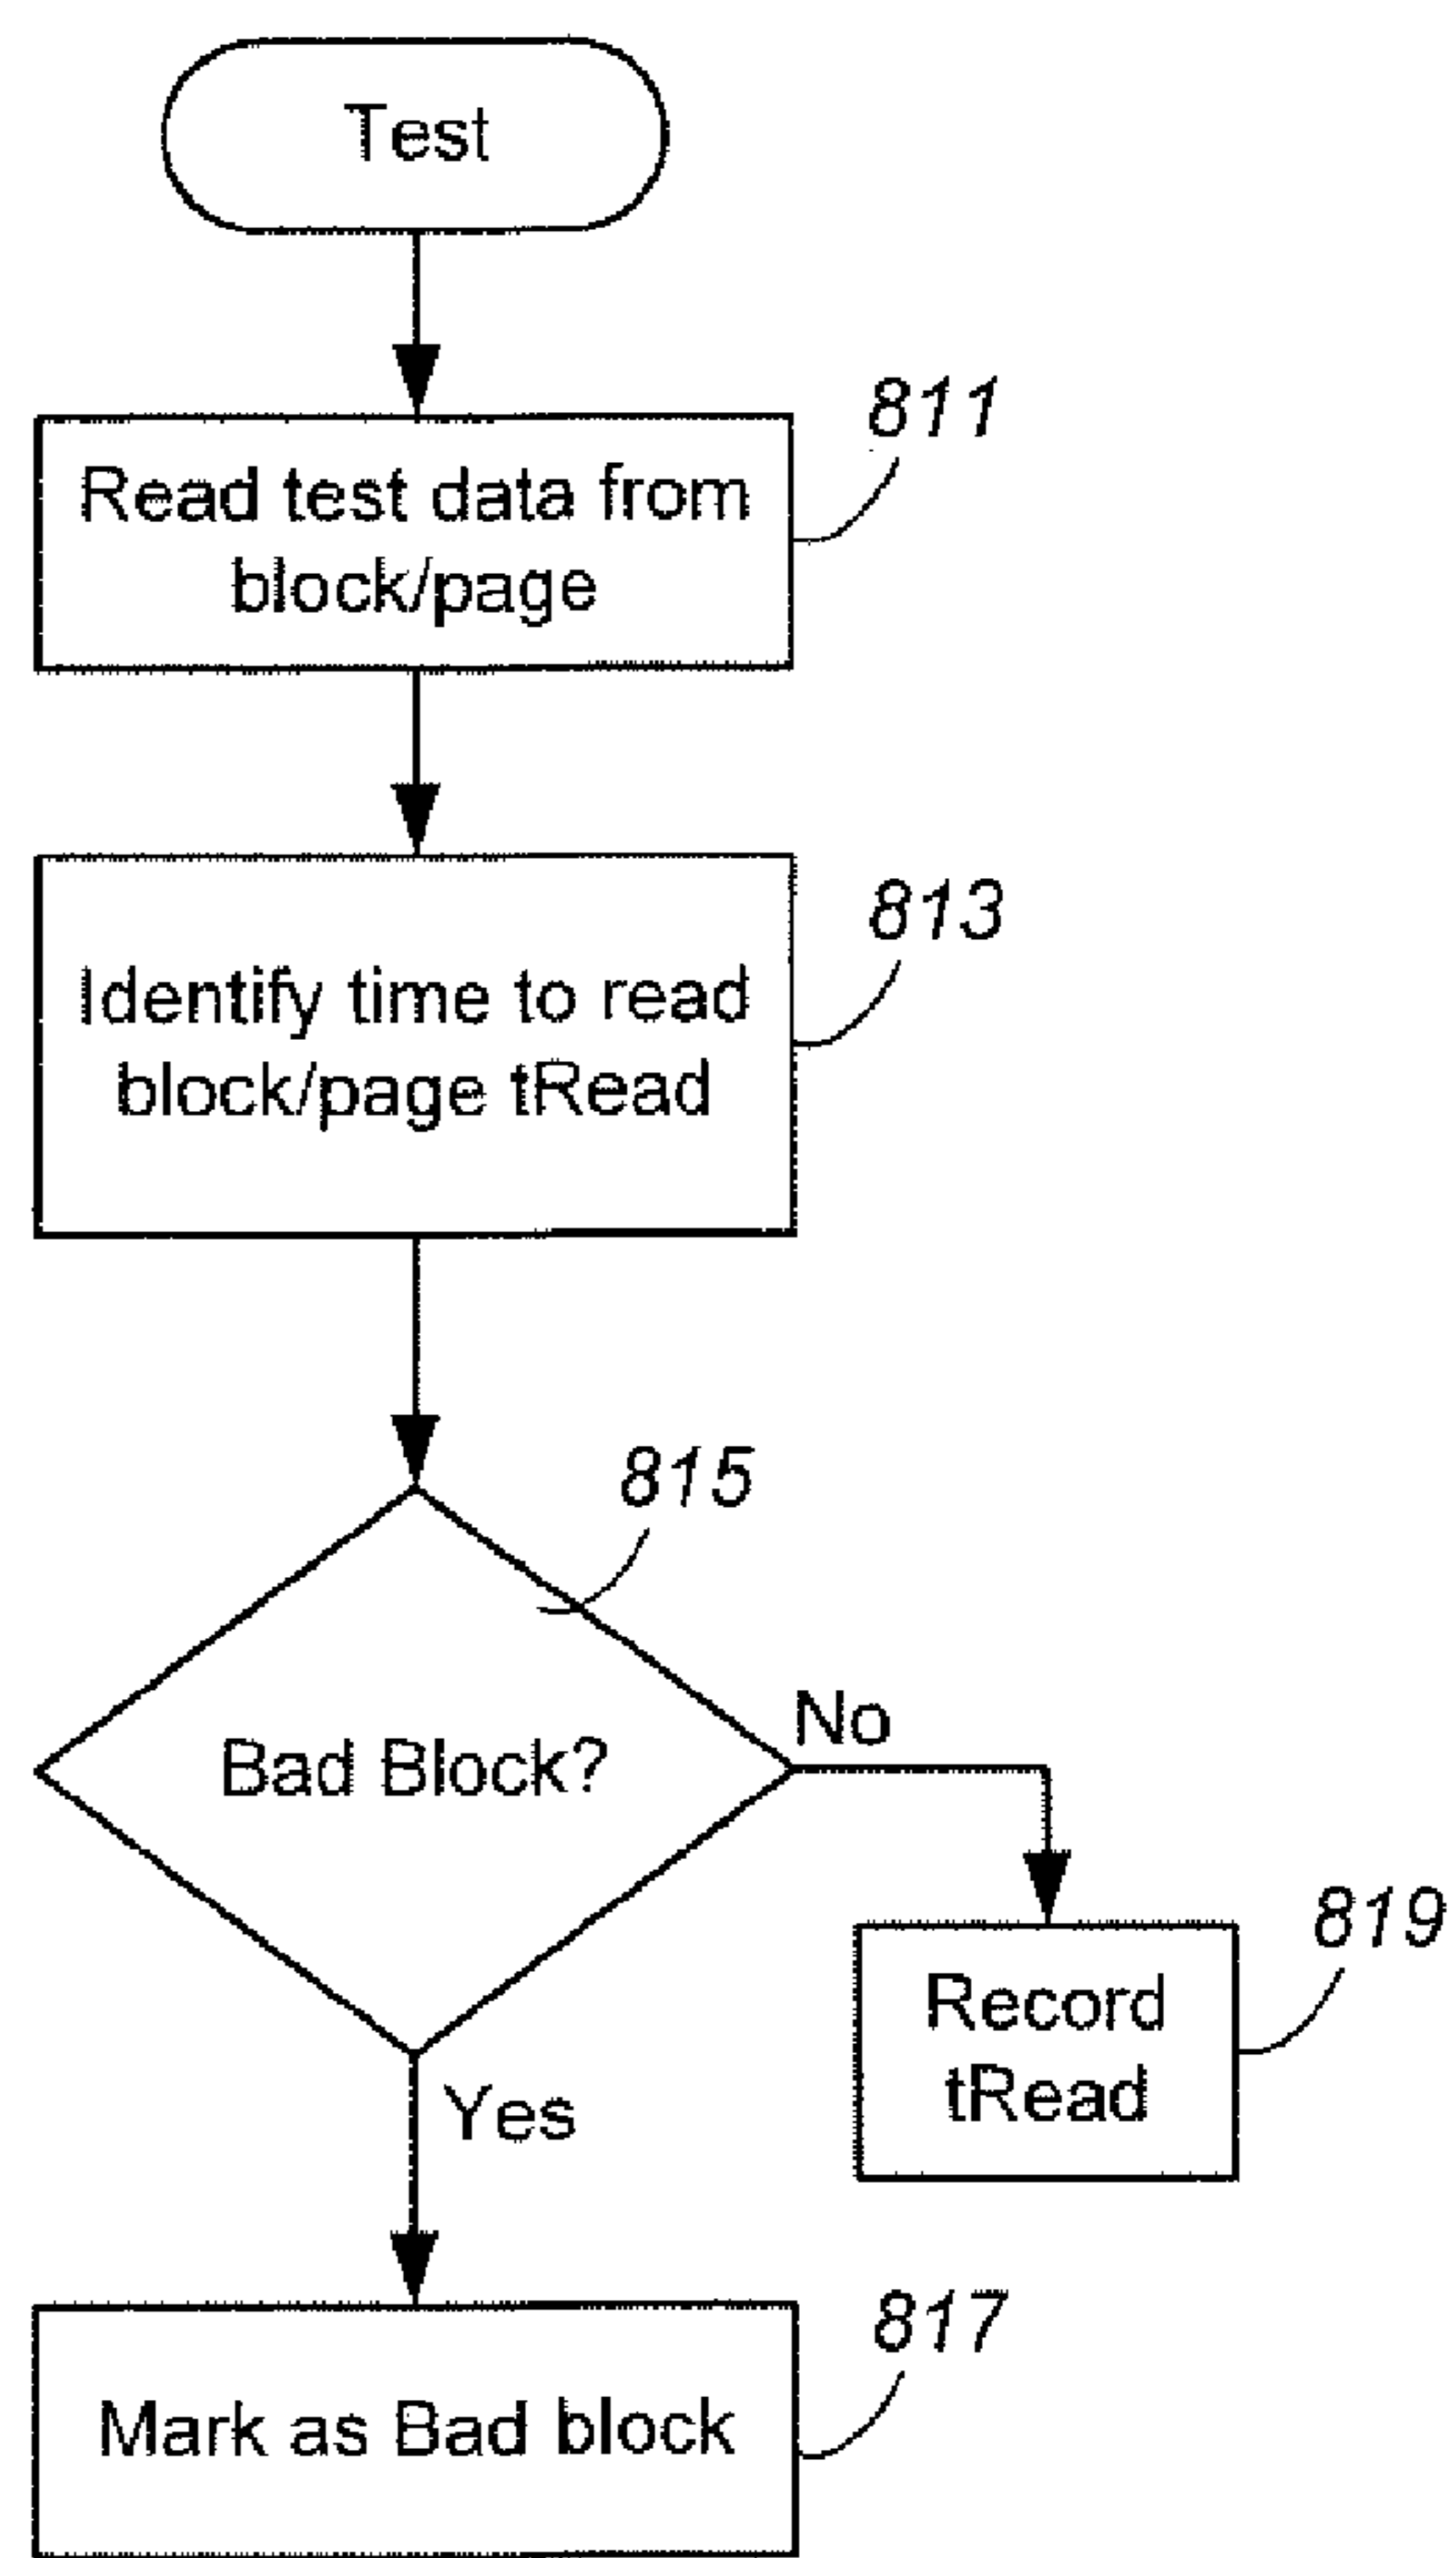 Test
811
Read test data from
block/page
813
Identify time to read
block/page tRead
815
Bad Block?
No
819
Record
tRead
Yes
817
Mark as Bad block